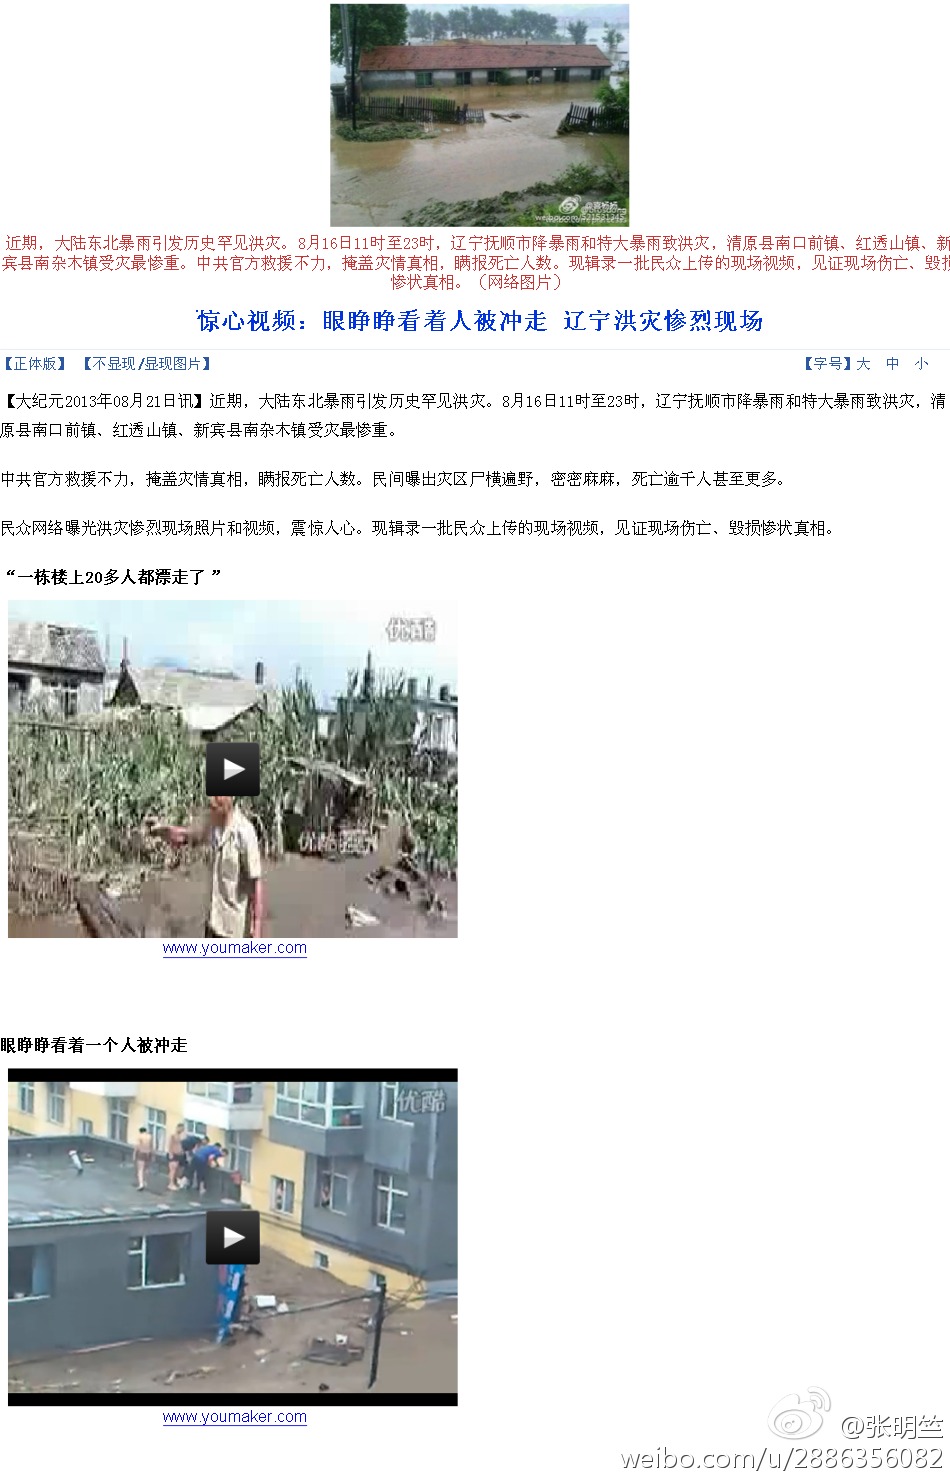 weibo.com/521531345
近期，大陆东北暴雨引发历史罕见洪灾。8月16日11时至23时，辽宁抚顺市降暴雨和特大暴雨致洪灾，清原县南口前镇、红透山镇、新
宾县南杂木镇受灾最惨重。中共官方救援不力，掩盖灾情真相，瞒报死亡人数。现辑录一批民众上传的现场视频，见证现场伤亡、毁损
惨状真相。（网络图片）
惊心视频：眼睁睁看着人被冲走 辽宁洪灾惨烈现场
【正体版】 【不显现/显现图片】 【字号】大 中 小
【大纪元2013年08月21日讯】近期，大陆东北暴雨引发历史罕见洪灾。8月16日11时至23时，辽宁抚顺市降暴雨和特大暴雨致洪灾，清
原县南口前镇、红透山镇、新宾县南杂木镇受灾最惨重。
中共官方救援不力，掩盖灾情真相，瞒报死亡人数。民间曝出灾区尸横遍野，密密麻麻，死亡逾千人甚至更多。
民众网络曝光洪灾惨烈现场照片和视频，震惊人心。现辑录一批民众上传的现场视频，见证现场伤亡、毁损惨状真相。
“一栋楼上20多人都漂走了 ”
优酷
www.youmaker.com
眼睁睁看着一个人被冲走
优酷
www.youmaker.com
@张明竺
weibo.com/u/2886356082